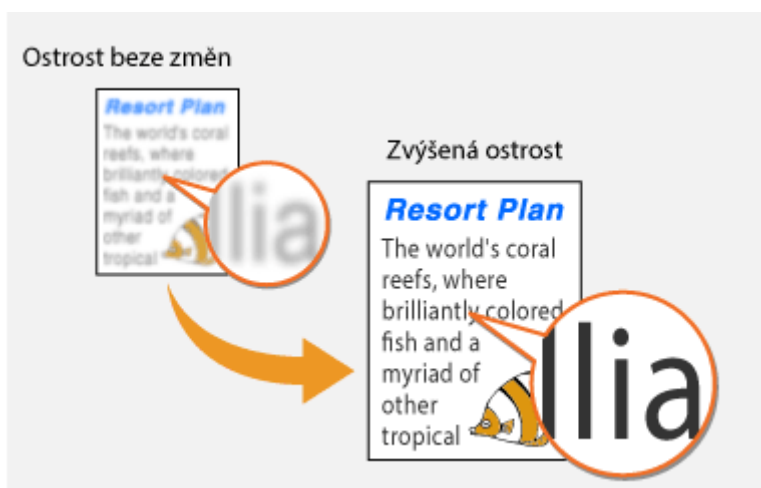 Ostrost beze změn
Resort Plan
The world's coral
reefs, where
brilliantly colored
fish and a
myriad of
other
tropical
llia
Zvýšená ostrost
Resort Plan
The world's coral
reefs, where
brilliantly colored
fish and a
myriad of
other
tropical
llia